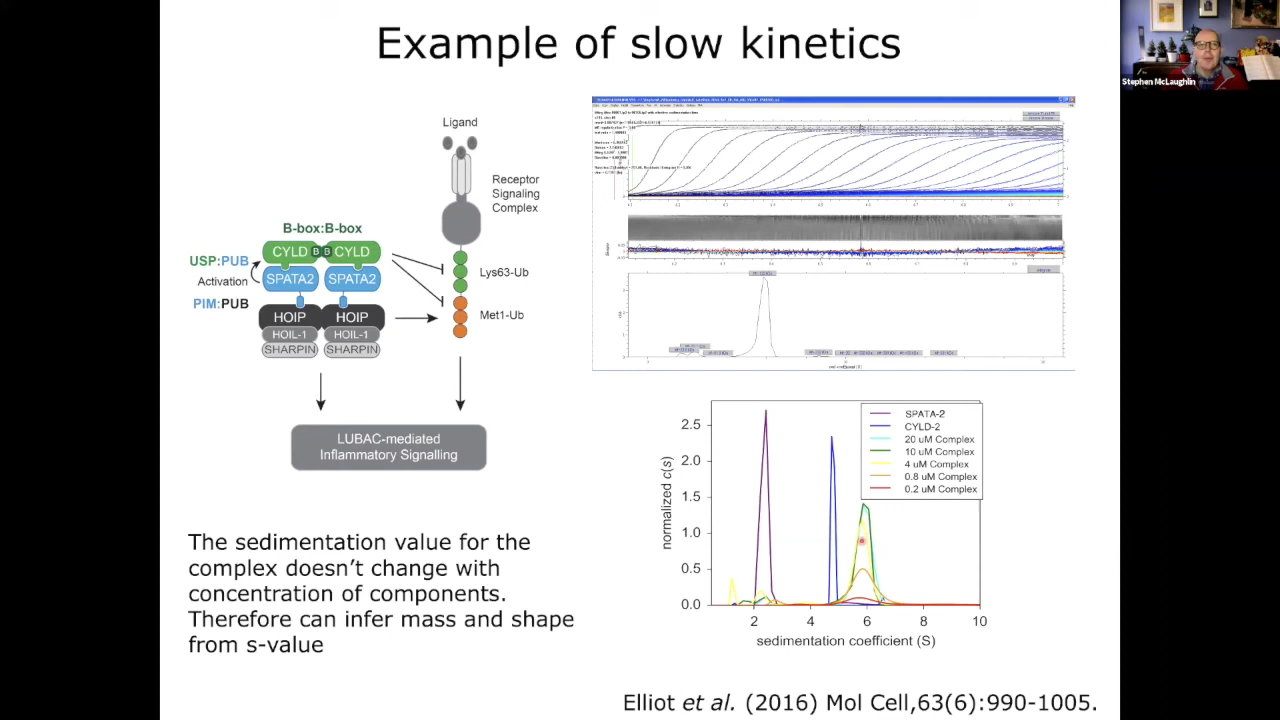 Example of slow kinetics
Stephen McLaughlin
Ligand
Receptor
Signaling
Complex
B-box:B-box
CYLD B B CYLD
USP:PUB
Activation
SPATA2 SPATA2
Lys63-Ub
PIM:PUB
HOIP HOIP
Met1-Ub
HOIL-1 HOIL-1
SHARPIN SHARPIN
LUBAC-mediated
Inflammatory Signalling
The sedimentation value for the
complex doesn't change with
concentration of components.
Therefore can infer mass and shape
from s-value
normalized c(s)
2.5
2.0
1.5
1.0
0.5
0.0
SPATA-2
CYLD-2
20 uM Complex
10 uM Complex
4 uM Complex
0.8 uM Complex
0.2 uM Complex
2 4 6 8 10
sedimentation coefficient (S)
Elliot et al. (2016) Mol Cell,63(6):990-1005.